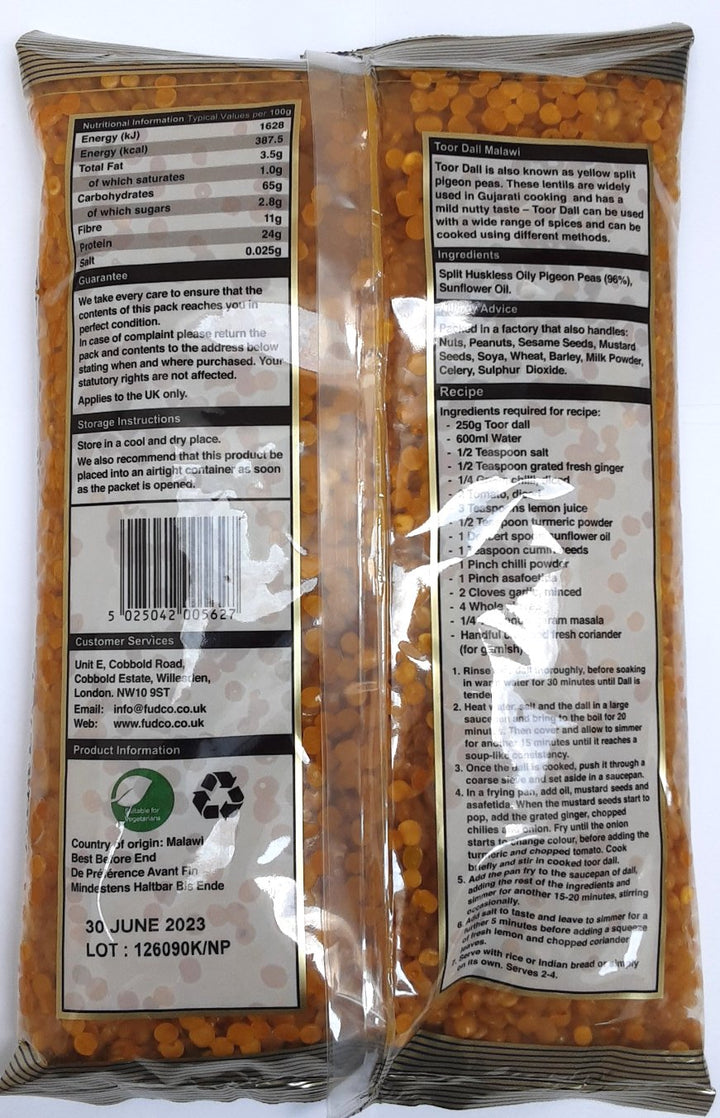 Nutritional Information Typical Values per 100g
Energy (kJ) 1628
Energy (kcal) 387.5
Total Fat 3.5g
of which saturates 1.0g
Carbohydrates 65g
of which sugars 2.8g
Fibre 11g
Protein 24g
Salt 0.025g
Guarantee
We take every care to ensure that the
contents of this pack reaches you in
perfect condition.
In case of complaint please return the
pack and contents to the address below
stating when and where purchased. Your
statutory rights are not affected.
Applies to the UK only.
Storage Instructions
Store in a cool and dry place.
We also recommend that this product be
placed into an airtight container as soon
as the packet is opened.
5 025042 005627
Customer Services
Unit E, Cobbold Road,
Cobbold Estate, Willesden,
London. NW10 9ST
Email: info@fudco.co.uk
Web: www.fudco.co.uk
Product Information
Suitable for
Vegetarians
Country of origin: Malawi
Best Before End
De Préférence Avant Fin
Mindestens Haltbar Bis Ende
30 JUNE 2023
LOT : 126090K/NP
Toor Dall Malawi
Toor Dall is also known as yellow split
pigeon peas. These lentils are widely
used in Gujarati cooking and has a
mild nutty taste – Toor Dall can be used
with a wide range of spices and can be
cooked using different methods.
Ingredients
Split Huskless Oily Pigeon Peas (96%),
Sunflower Oil.
Allergy Advice
Packed in a factory that also handles:
Nuts, Peanuts, Sesame Seeds, Mustard
Seeds, Soya, Wheat, Barley, Milk Powder,
Celery, Sulphur Dioxide.
Recipe
Ingredients required for recipe:
- 250g Toor dall
- 600ml Water
- 1/2 Teaspoon salt
- 1/2 Teaspoon grated fresh ginger
- 1/4 chilli, sliced
Tomato,
3 Teaspoons lemon juice
- 1/2 Teaspoon turmeric powder
- 1 Dessert spoon sunflower oil
- 1 Teaspoon cumin seeds
1 Pinch chilli powder
- 1 Pinch asafoetida
- 2 Cloves garlic, minced
- 4 Whole
- 1/4 garam masala
- Handful fresh coriander
(for garnish)
1. Rinse dall thoroughly, before soaking
in warm water for 30 minutes until Dall is
tender
2. Heat water, salt and the dall in a large
saucepan and bring to the boil for 20
minutes. Then cover and allow to simmer
for another 15 minutes until it reaches a
soup-like consistency.
3. Once the dall is cooked, push it through a
coarse sieve and set aside in a saucepan.
4. In a frying pan, add oil, mustard seeds and
asafetida. When the mustard seeds start to
pop, add the grated ginger, chopped
chilies and onion. Fry until the onion
starts to change colour, before adding the
turmeric and chopped tomato. Cook
briefly and stir in cooked toor dall.
5. Add the pan fry to the saucepan of dall,
adding the rest of the ingredients and
simmer for another 15-20 minutes, stirring
occasionally.
6. Add salt to taste and leave to simmer for a
further 5 minutes before adding a squeeze
of fresh lemon and chopped coriander
leaves.
7. Serve with rice or Indian bread or simply
on its own. Serves 2-4.